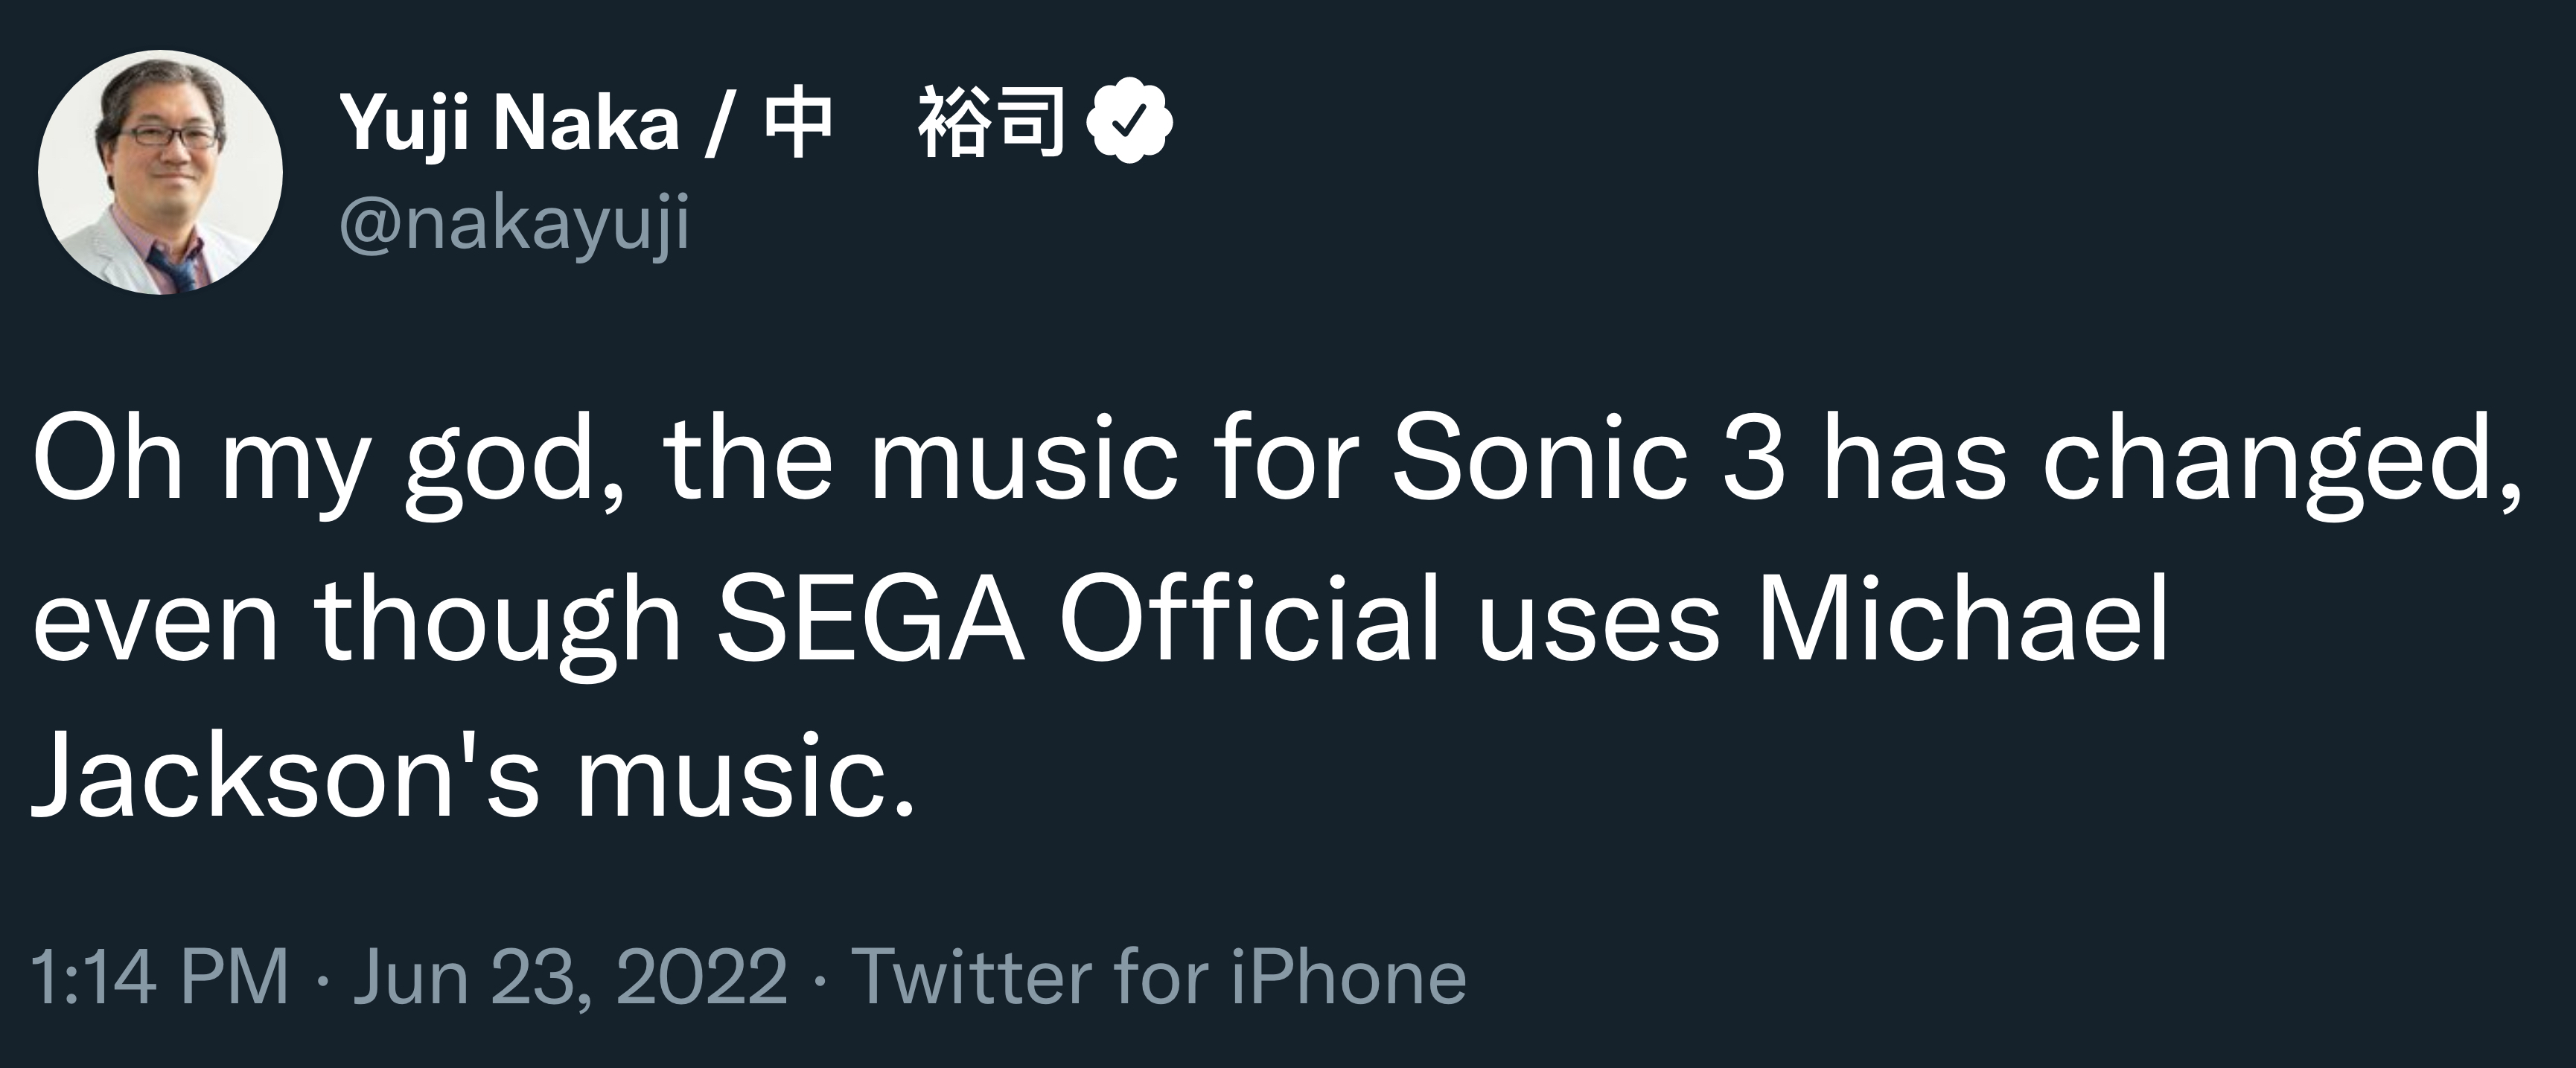 Yuji Naka / 中　裕司
@nakayuji
Oh my god, the music for Sonic 3 has changed,
even though SEGA Official uses Michael
Jackson's music.
1:14 PM · Jun 23, 2022 · Twitter for iPhone